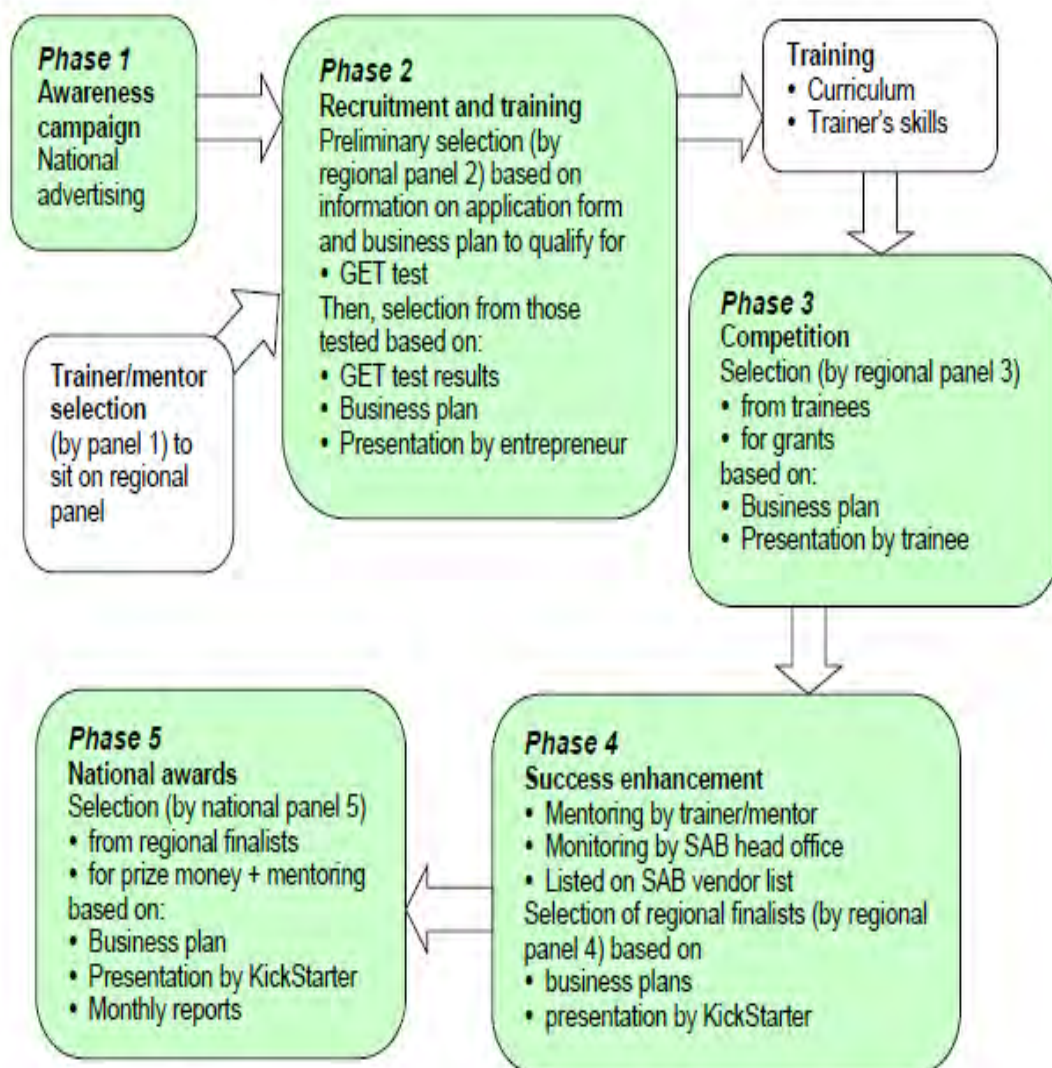 Phase 1
Awareness
campaign
National
advertising
Phase 2
Recruitment and training
Preliminary selection (by
regional panel 2) based on
information on application form
and business plan to qualify for
• GET test
Then, selection from those
tested based on:
• GET test results
• Business plan
• Presentation by entrepreneur
Training
• Curriculum
• Trainer's skills
Trainer/mentor
selection
(by panel 1) to
sit on regional
panel
Phase 3
Competition
Selection (by regional panel 3)
• from trainees
• for grants
based on:
• Business plan
• Presentation by trainee
Phase 4
Success enhancement
• Mentoring by trainer/mentor
• Monitoring by SAB head office
• Listed on SAB vendor list
Selection of regional finalists (by regional
panel 4) based on
• business plans
• presentation by KickStarter
Phase 5
National awards
Selection (by national panel 5)
• from regional finalists
• for prize money + mentoring
based on:
• Business plan
• Presentation by KickStarter
• Monthly reports